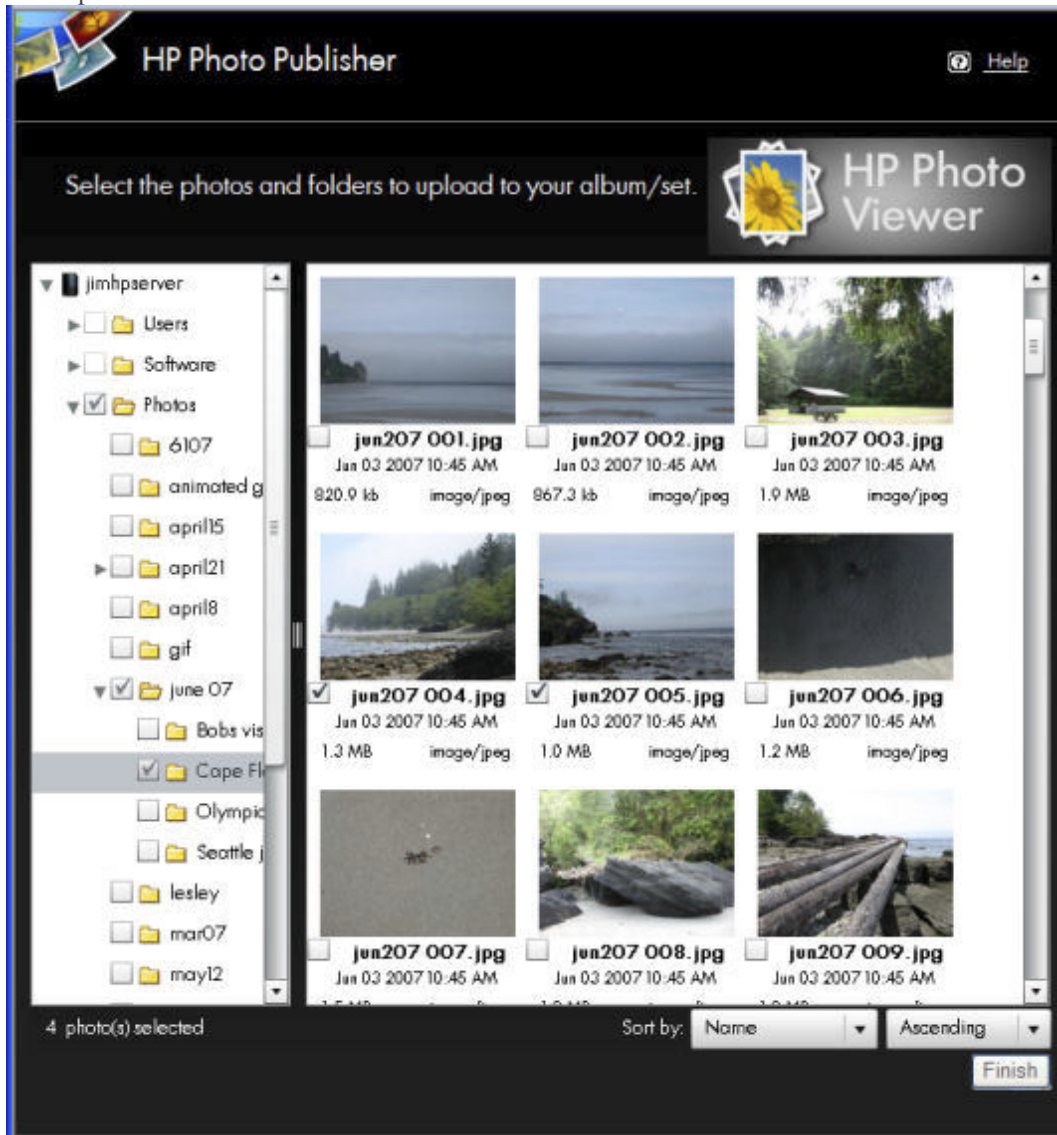 HP Photo Publisher
Help
Select the photos and folders to upload to your album/set.
HP Photo
Viewer
jimhpserver
Users
Software
Photos
6107
animated g
april15
april21
april8
gif
june 07
Bobs vis
Cape Fl
Olympic
Seattle j
lesley
mar07
may12
jun207 001.jpg
Jun 03 2007 10:45 AM
820.9 kb image/jpeg
jun207 002.jpg
Jun 03 2007 10:45 AM
867.3 kb image/jpeg
jun207 003.jpg
Jun 03 2007 10:45 AM
1.9 MB image/jpeg
jun207 004.jpg
Jun 03 2007 10:45 AM
1.3 MB image/jpeg
jun207 005.jpg
Jun 03 2007 10:45 AM
1.0 MB image/jpeg
jun207 006.jpg
Jun 03 2007 10:45 AM
1.2 MB image/jpeg
jun207 007.jpg
Jun 03 2007 10:45 AM
jun207 008.jpg
Jun 03 2007 10:45 AM
jun207 009.jpg
Jun 03 2007 10:45 AM
4 photo(s) selected
Sort by: Name Ascending
Finish